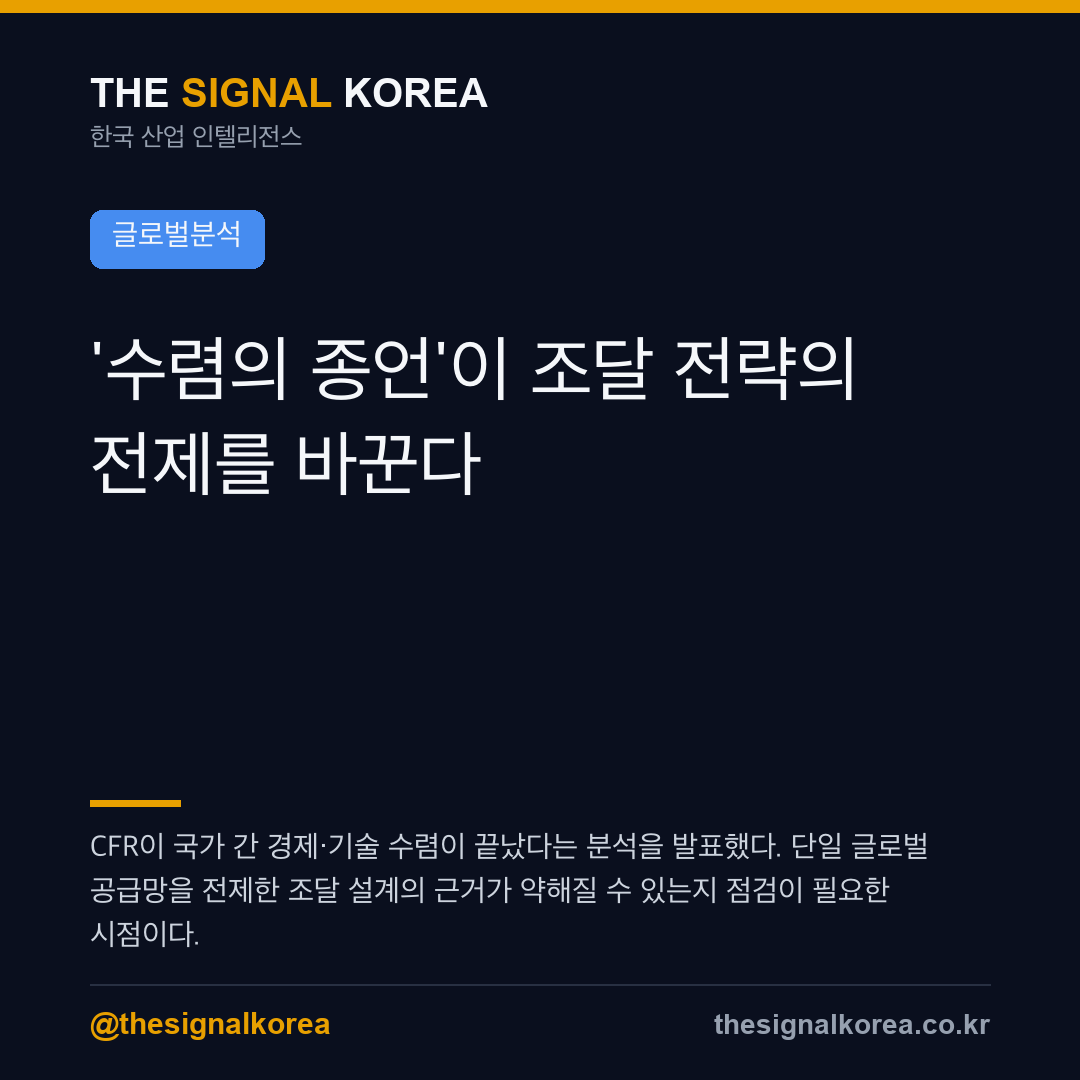 THE SIGNAL KOREA
한국 산업 인텔리전스
글로벌분석
'수렴의 종언'이 조달 전략의
전제를 바꾼다
CFR이 국가 간 경제·기술 수렴이 끝났다는 분석을 발표했다. 단일 글로벌
공급망을 전제한 조달 설계의 근거가 약해질 수 있는지 점검이 필요한
시점이다.
@thesignalkorea
thesignalkorea.co.kr